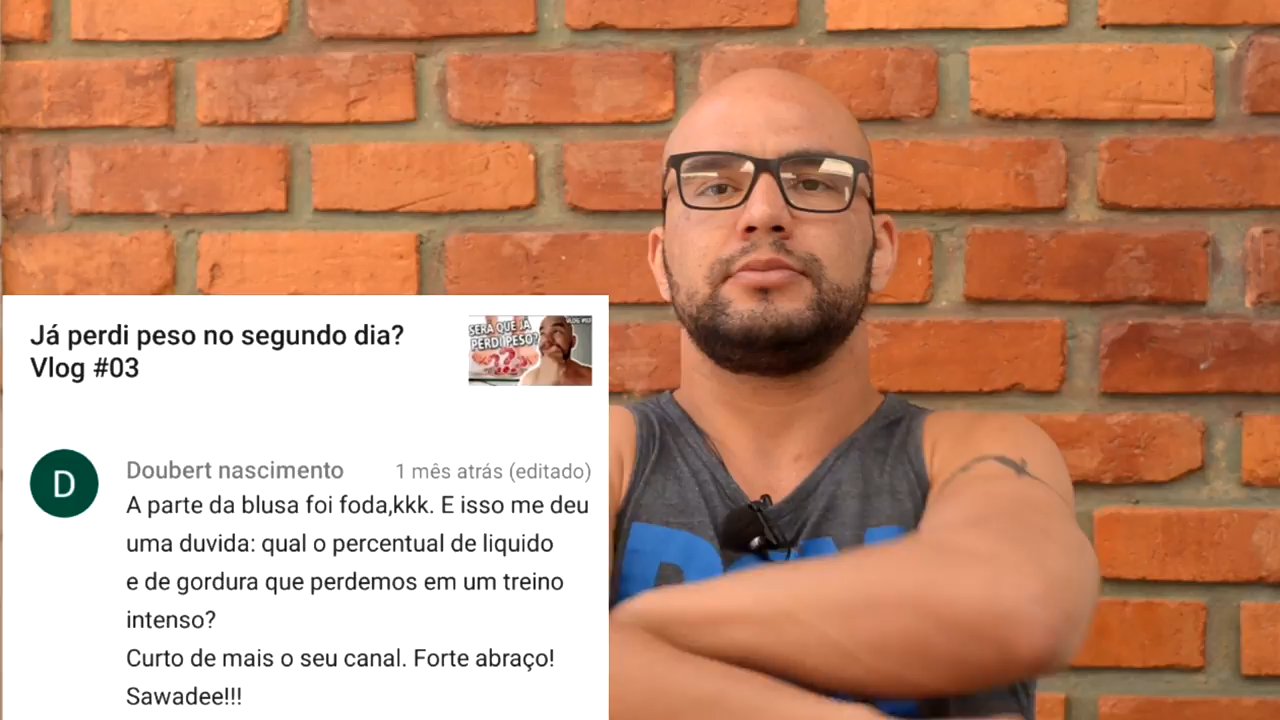 Já perdi peso no segundo dia?
Vlog #03
SERÁ QUE JÁ
PERDI PESO?
VLOG #03
D
Doubert nascimento 1 mês atrás (editado)
A parte da blusa foi foda,kkk. E isso me deu
uma duvida: qual o percentual de liquido
e de gordura que perdemos em um treino
intenso?
Curto de mais o seu canal. Forte abraço!
Sawadee!!!